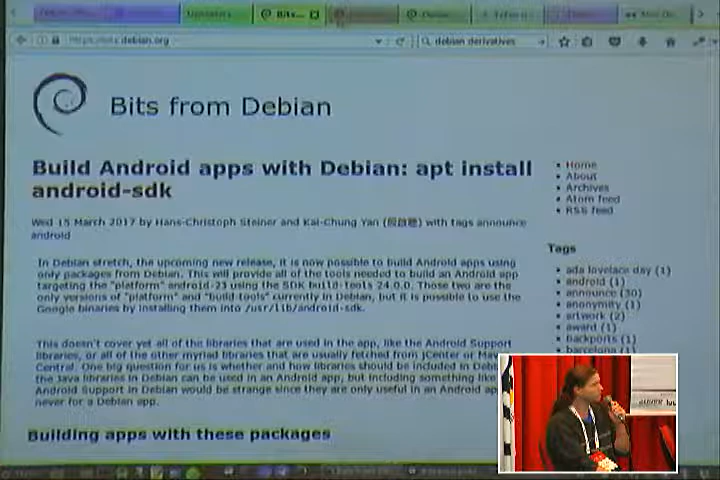 Bits...
debian.org
debian derivatives
Bits from Debian
Build Android apps with Debian: apt install
android-sdk
Wed 15 March 2017 by Hans-Christoph Steiner and Kai-Chung Yan (殷啟聰) with tags announce
android
In Debian stretch, the upcoming new release, it is now possible to build Android apps using
only packages from Debian. This will provide all of the tools needed to build an Android app
targeting the "platform" android-23 using the SDK build-tools 24.0.0. Those two are the
only versions of "platform" and "build-tools" currently in Debian, but it is possible to use the
Google binaries by installing them into /usr/lib/android-sdk.
This doesn't cover yet all of the libraries that are used in the app, like the Android Support
libraries, or all of the other myriad libraries that are usually fetched from jCenter or Mav
Central. One big question for us is whether and how libraries should be included in Debi
the Java libraries in Debian can be used in an Android app, but including something like
Android Support in Debian would be strange since they are only useful in an Android ap
never for a Debian app.
Building apps with these packages
Home
About
Archives
Atom feed
RSS feed
Tags
ada lovelace day (1)
android (1)
announce (30)
anonymity (1)
artwork (2)
award (1)
backports (1)
barcelona (1)